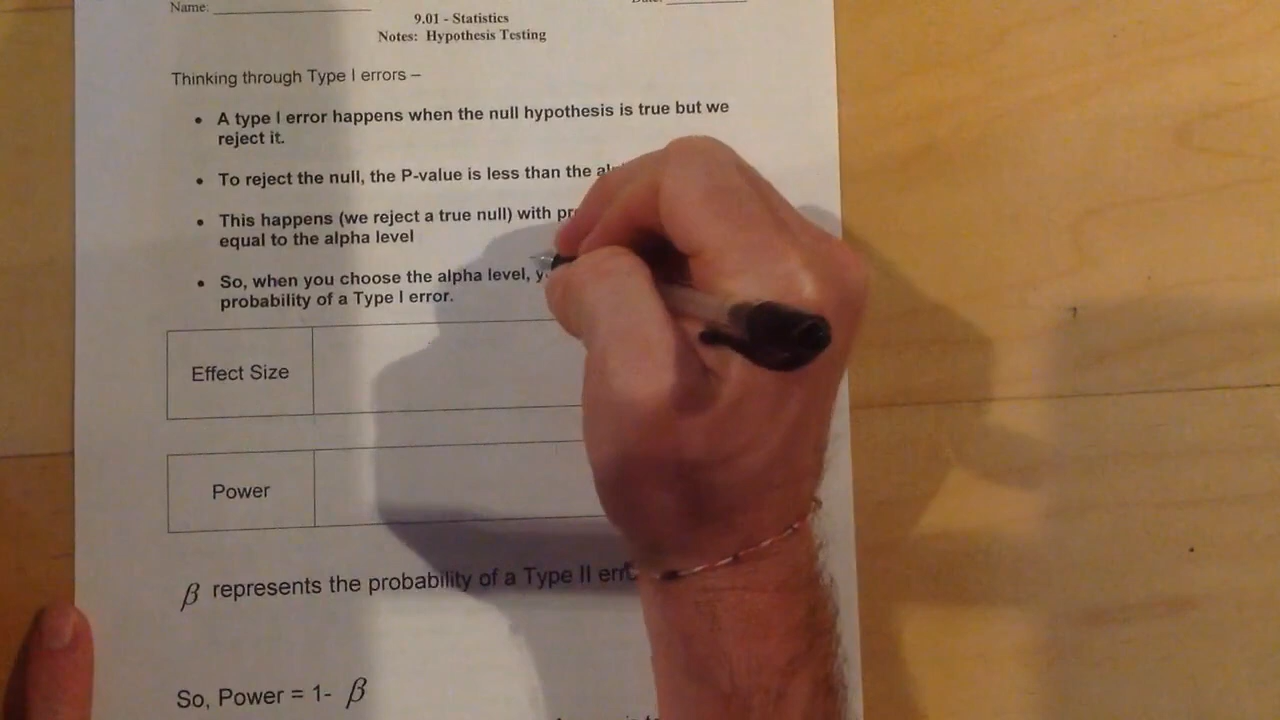 Name:
9.01 - Statistics
Notes: Hypothesis Testing
Thinking through Type I errors –
• A type I error happens when the null hypothesis is true but we
reject it.
• To reject the null, the P-value is less than the
• This happens (we reject a true null) with
equal to the alpha level
• So, when you choose the alpha level,
probability of a Type I error.
Effect Size
Power
β represents the probability of a Type II
So, Power = 1- β